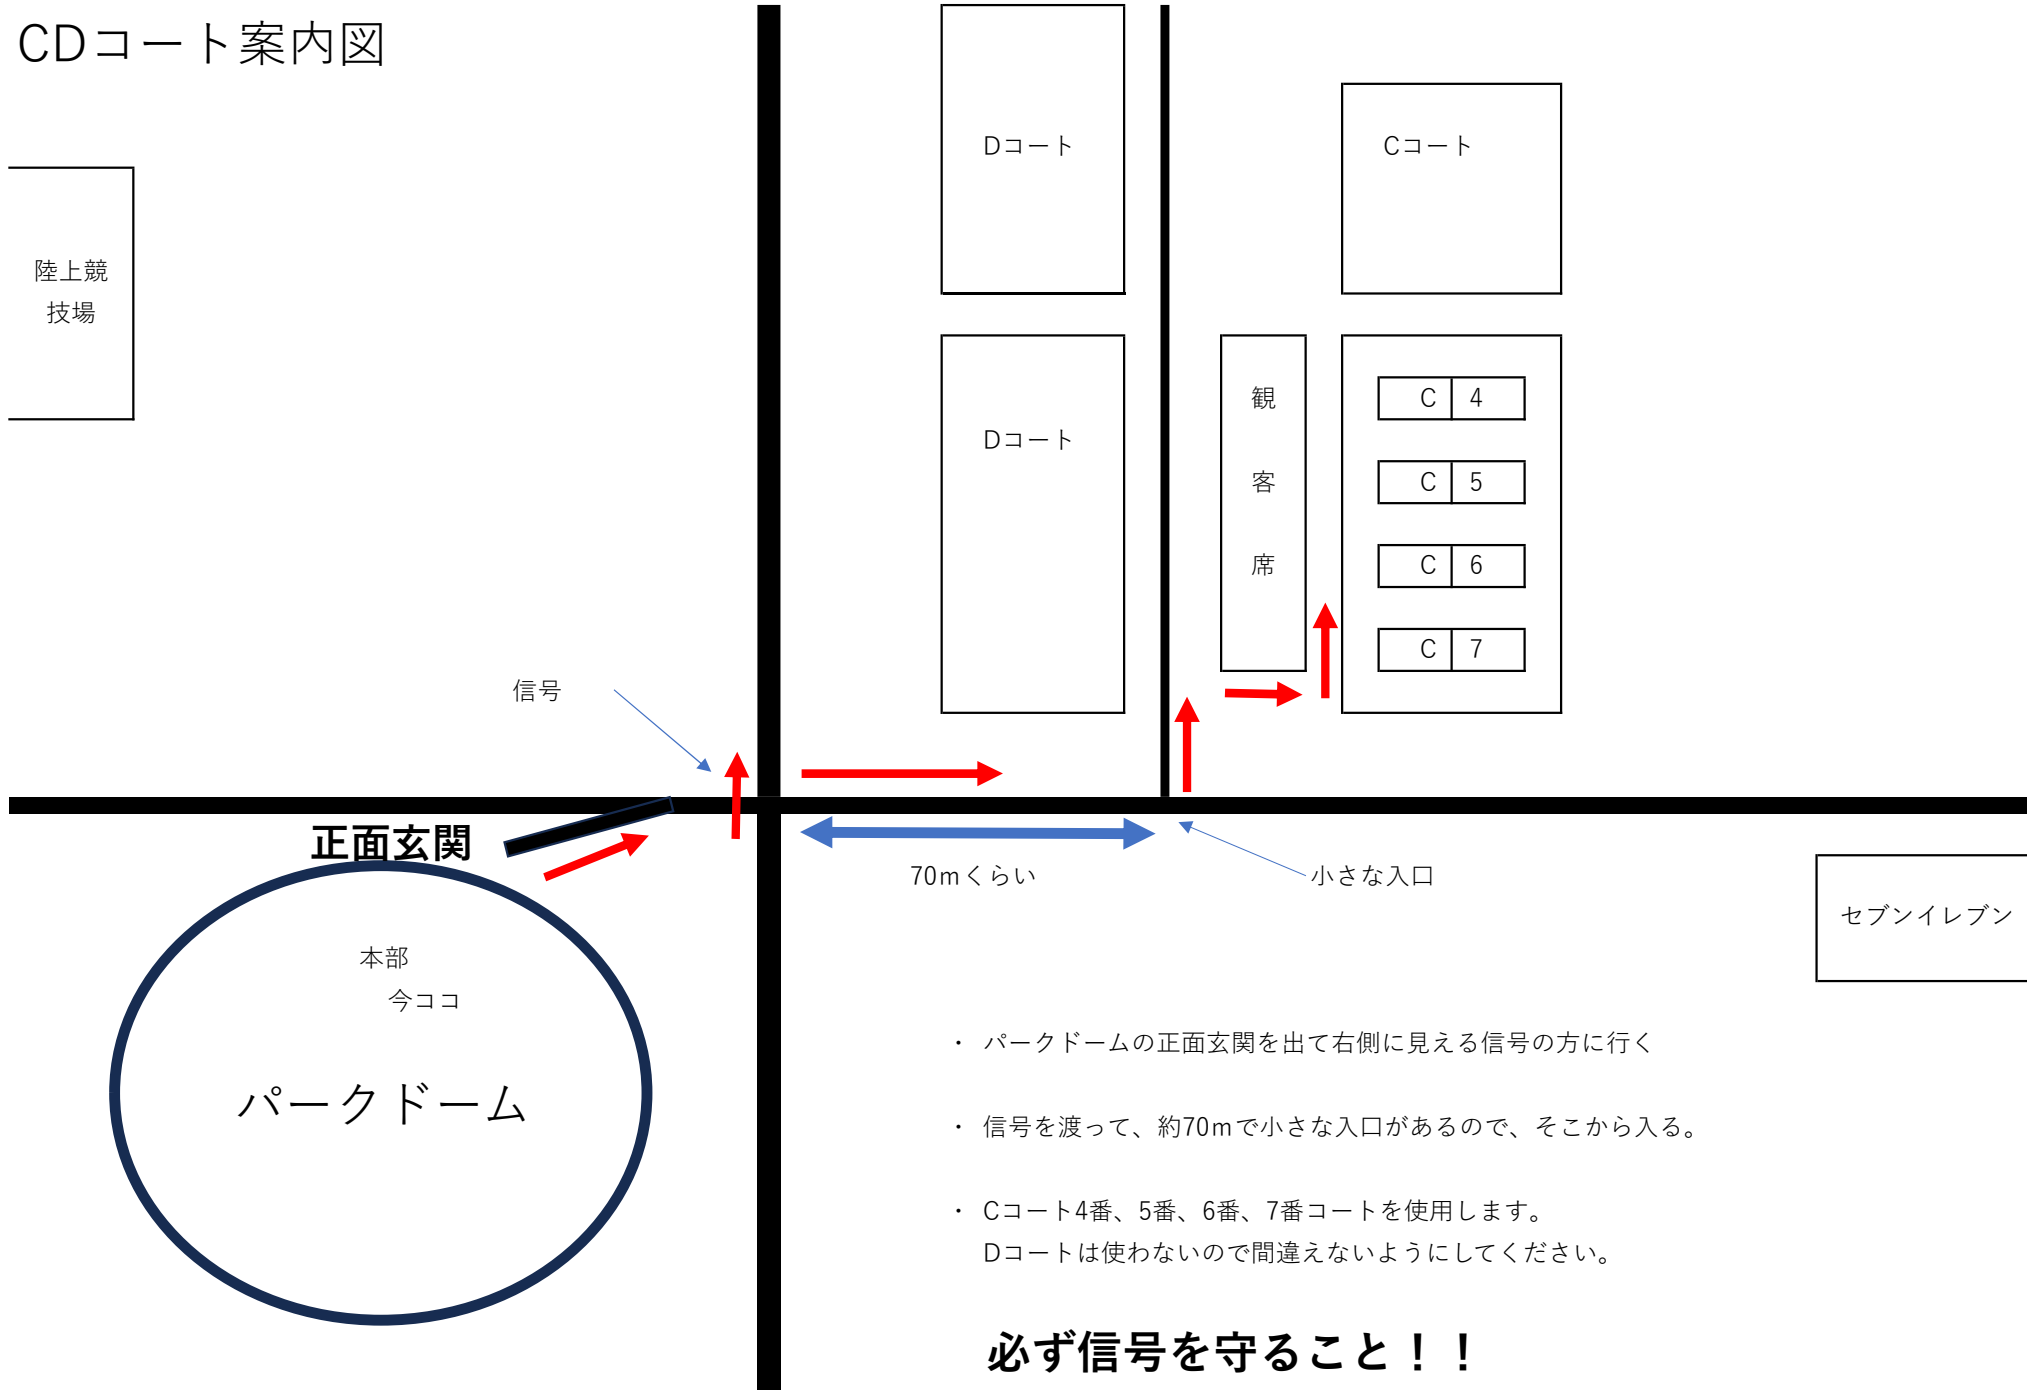 CDコート案内図
Dコート
Cコート
陸上競
技場
Dコート
観
客
席
C 4
C 5
C 6
C 7
信号
正面玄関
70mくらい
小さな入口
セブンイレブン
本部
今ココ
パークドーム
・ パークドームの正面玄関を出て右側に見える信号の方に行く
・ 信号を渡って、約70mで小さな入口があるので、そこから入る。
・ Cコート4番、5番、6番、7番コートを使用します。
Dコートは使わないので間違えないようにしてください。
必ず信号を守ること！！